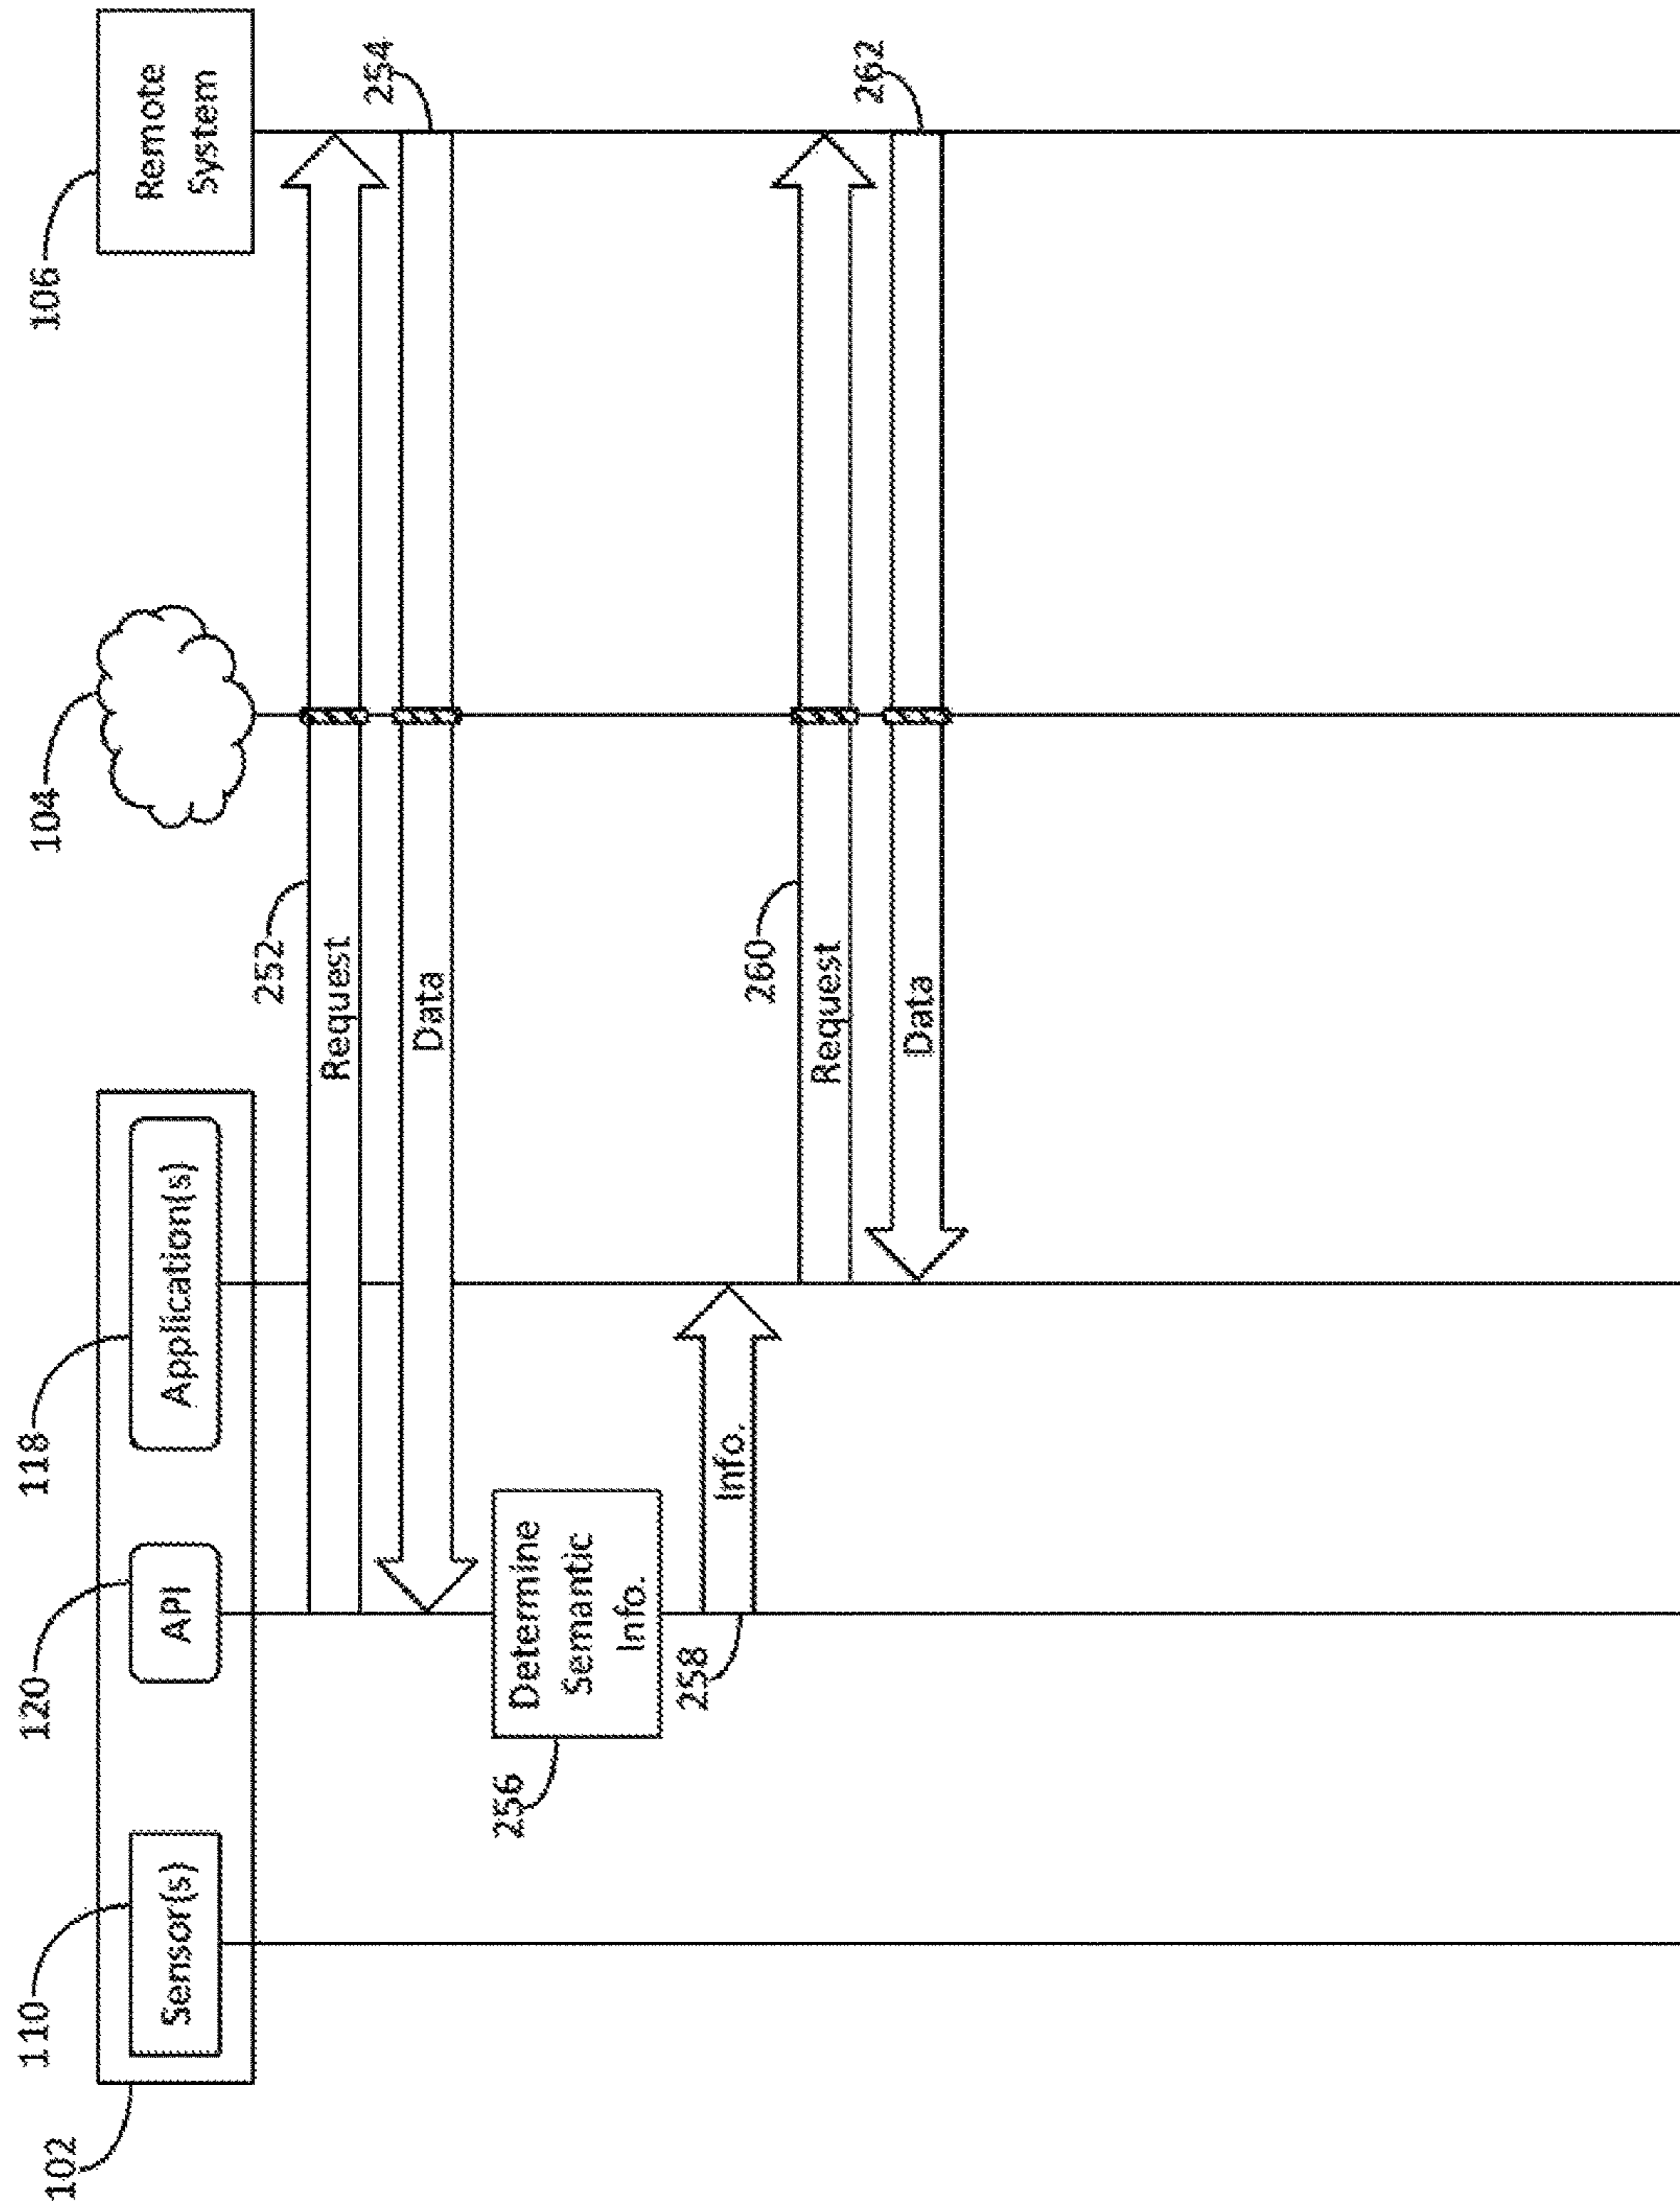 102
110
Sensor(s)
120
API
118
Application(s)
104
106
Remote
System
252
Request
254
Data
256
Determine
Semantic
Info.
258
Info.
260
Request
262
Data